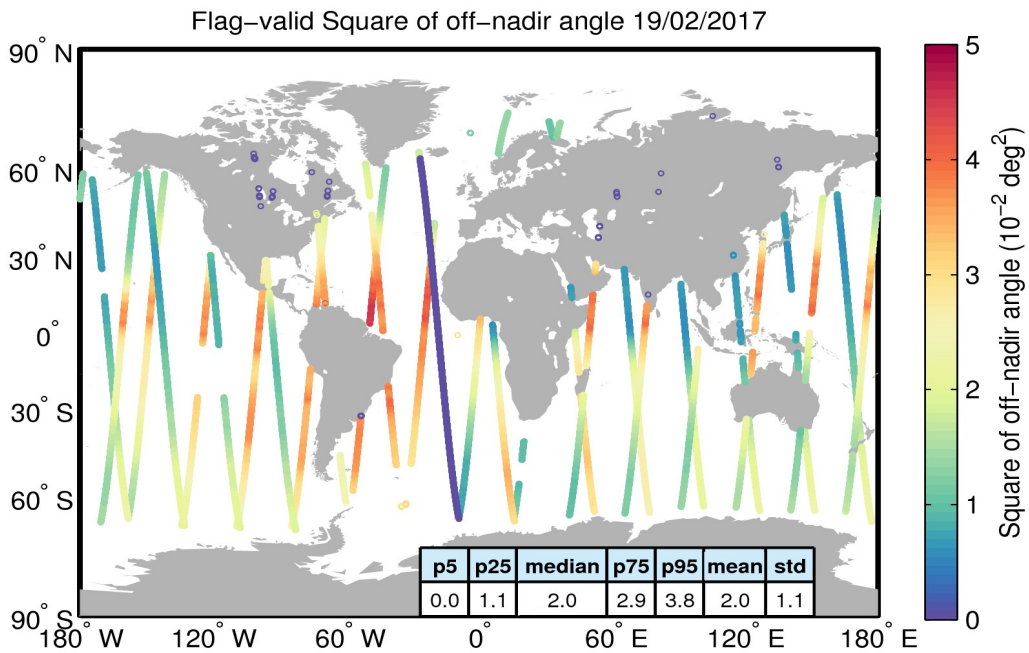 Flag-valid Square of off-nadir angle 19/02/2017
90° N
60° N
30° N
0°
30° S
60° S
90° S
180° W
120° W
60° W
0°
60° E
120° E
180° E
p5 p25 median p75 p95 mean std
0.0 1.1 2.0 2.9 3.8 2.0 1.1
5
4
3
2
1
0
Square of off-nadir angle (10⁻² deg²)